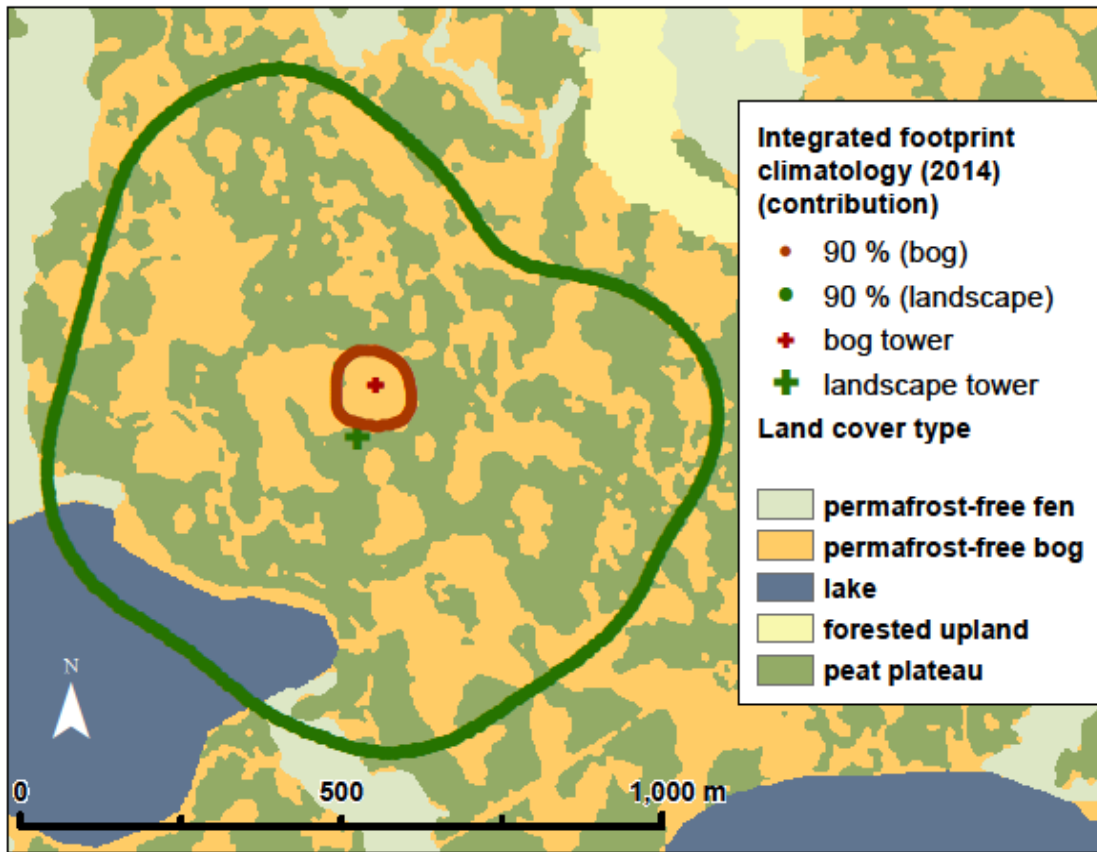 Integrated footprint
climatology (2014)
(contribution)
90 % (bog)
90 % (landscape)
bog tower
landscape tower
Land cover type
permafrost-free fen
permafrost-free bog
lake
forested upland
peat plateau
N
0 500 1,000 m